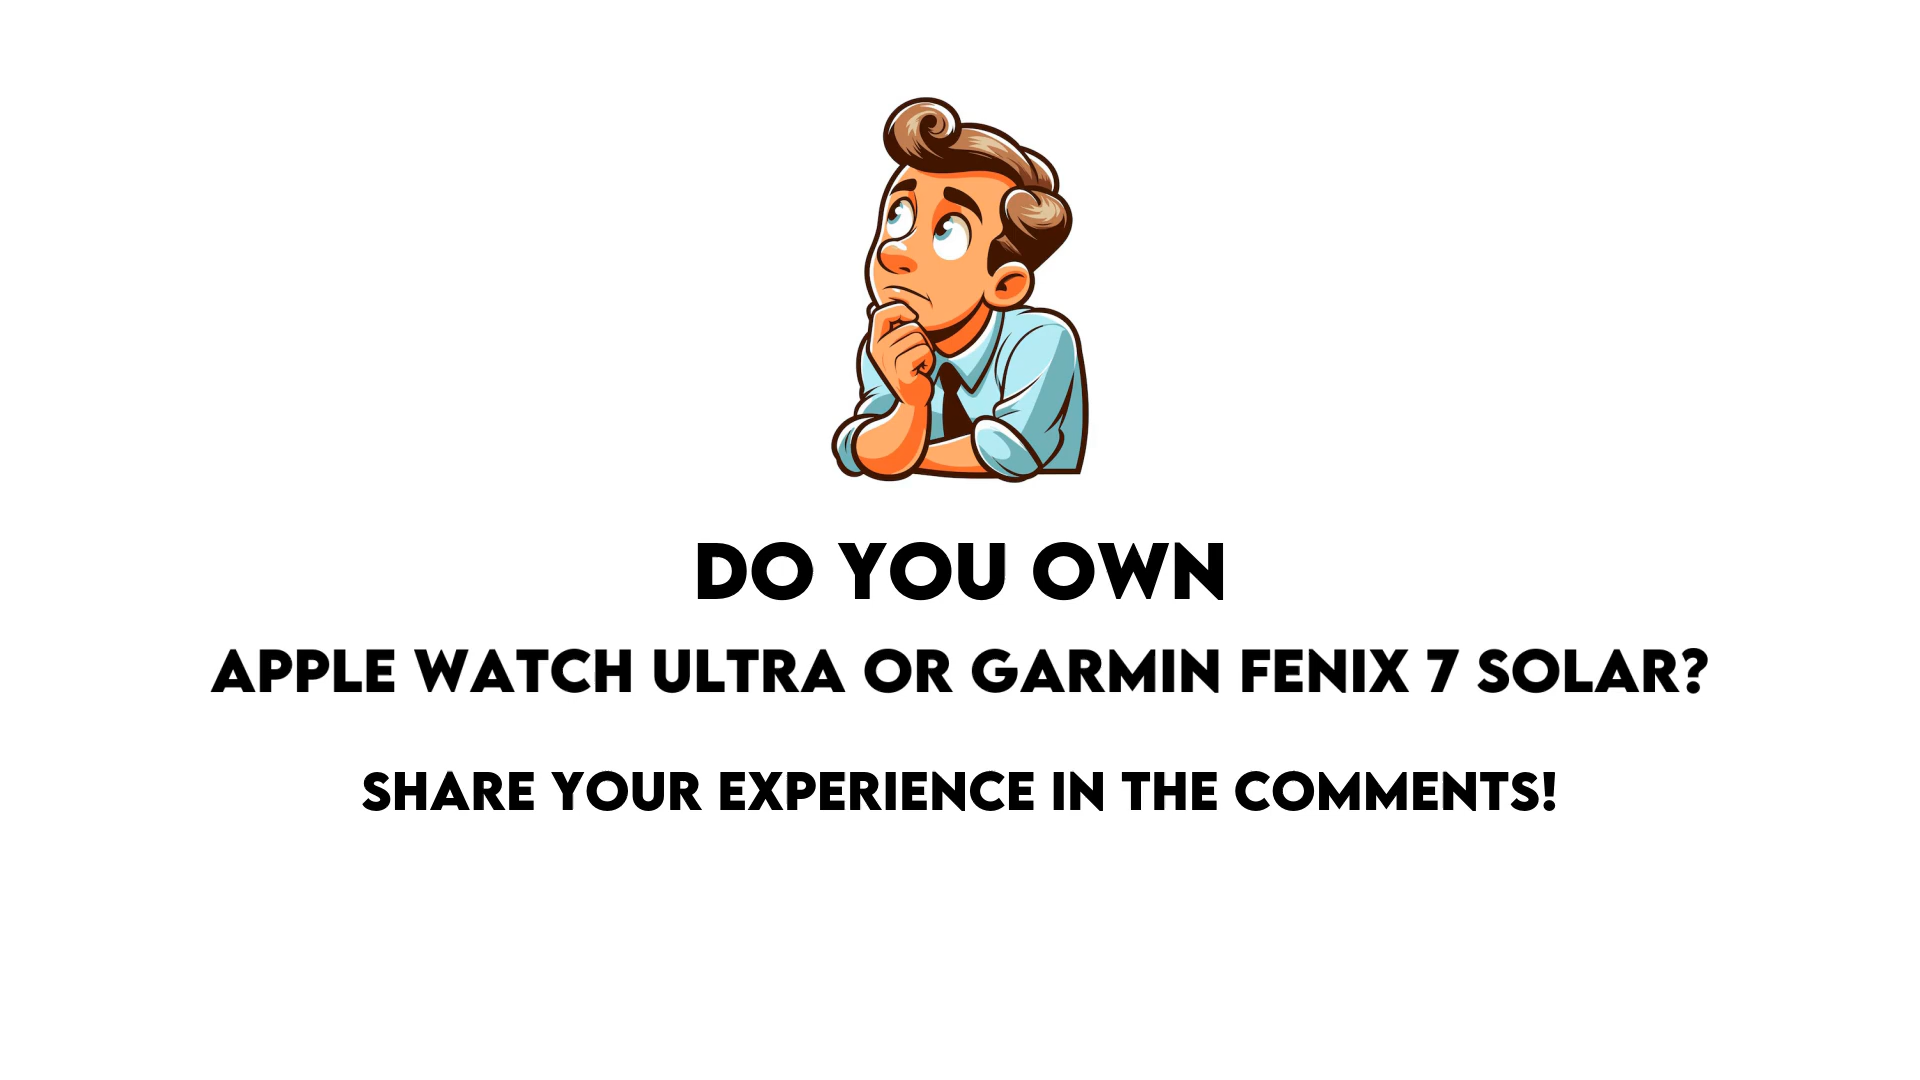 DO YOU OWN
APPLE WATCH ULTRA OR GARMIN FENIX 7 SOLAR?
SHARE YOUR EXPERIENCE IN THE COMMENTS!